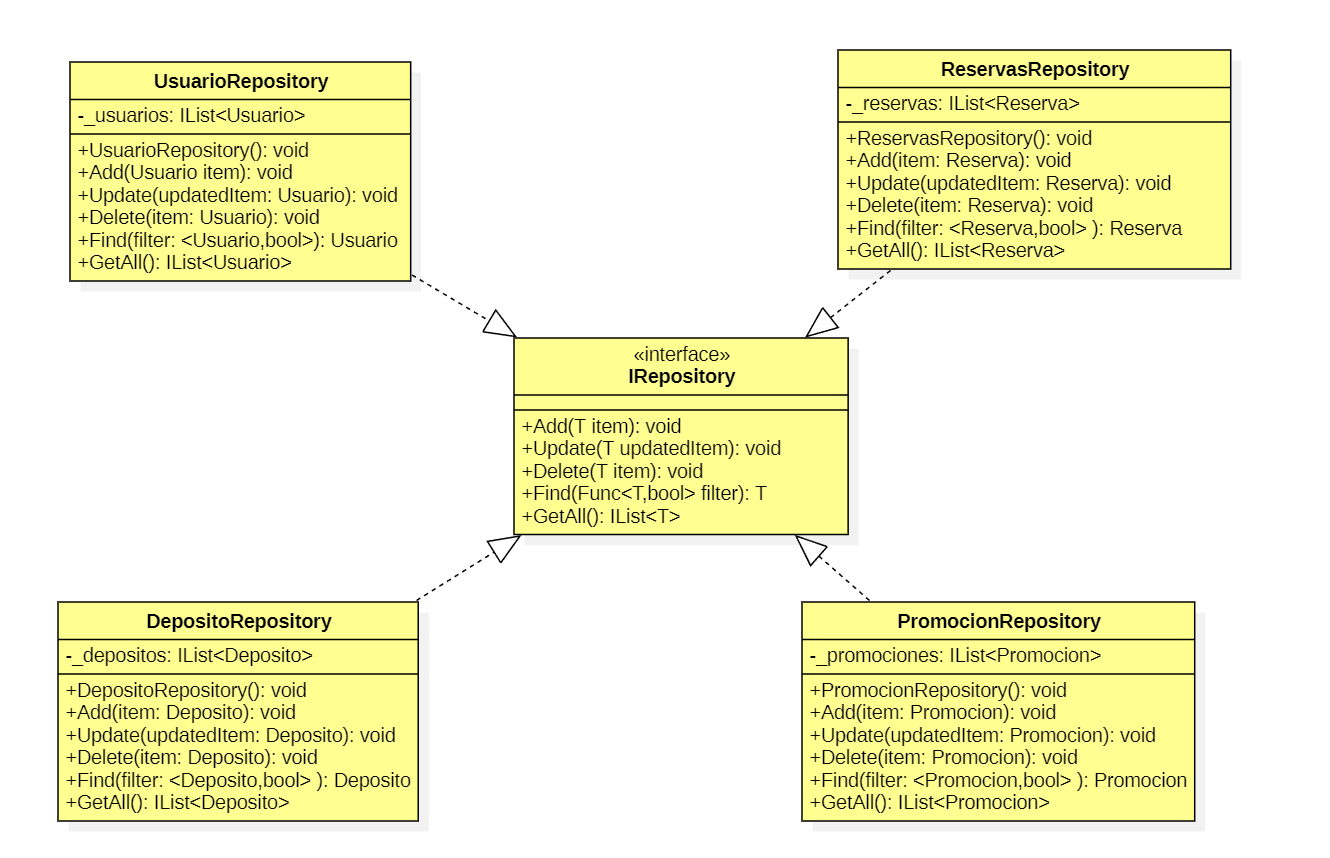 UsuarioRepository
-_usuarios: IList<Usuario>
+UsuarioRepository(): void
+Add(Usuario item): void
+Update(updatedItem: Usuario): void
+Delete(item: Usuario): void
+Find(filter: <Usuario,bool>): Usuario
+GetAll(): IList<Usuario>
ReservasRepository
-_reservas: IList<Reserva>
+ReservasRepository(): void
+Add(item: Reserva): void
+Update(updatedItem: Reserva): void
+Delete(item: Reserva): void
+Find(filter: <Reserva,bool> ): Reserva
+GetAll(): IList<Reserva>
«interface»
IRepository
+Add(T item): void
+Update(T updatedItem): void
+Delete(T item): void
+Find(Func<T,bool> filter): T
+GetAll(): IList<T>
DepositoRepository
-_depositos: IList<Deposito>
+DepositoRepository(): void
+Add(item: Deposito): void
+Update(updatedItem: Deposito): void
+Delete(item: Deposito): void
+Find(filter: <Deposito,bool> ): Deposito
+GetAll(): IList<Deposito>
PromocionRepository
-_promociones: IList<Promocion>
+PromocionRepository(): void
+Add(item: Promocion): void
+Update(updatedItem: Promocion): void
+Delete(item: Promocion): void
+Find(filter: <Promocion,bool> ): Promocion
+GetAll(): IList<Promocion>